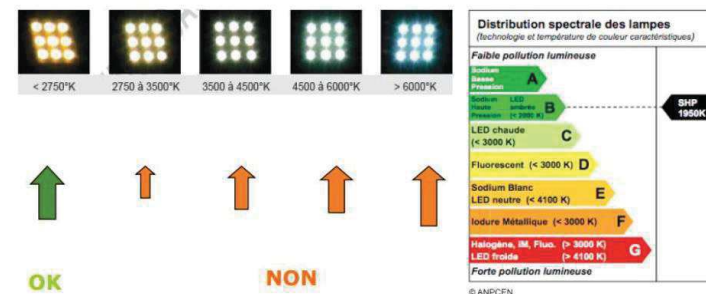 < 2750°K
2750 à 3500°K
3500 à 4500°K
4500 à 6000°K
> 6000°K
OK
NON
Distribution spectrale des lampes
(technologie et température de couleur caractéristiques)
Faible pollution lumineuse
Sodium
Basse
Pression
A
Sodium LED
Haute ambrée
Pression (< 2000 K)
B
SHP
1950K
LED chaude
(< 3000 K)
C
Fluorescent (< 3000 K) D
Sodium Blanc
LED neutre (< 4100 K)
E
Iodure Métallique (< 3000 K) F
Halogène, iM, Fluo. (> 3000 K)
LED froide (> 4100 K)
G
Forte pollution lumineuse
© ANPCEN